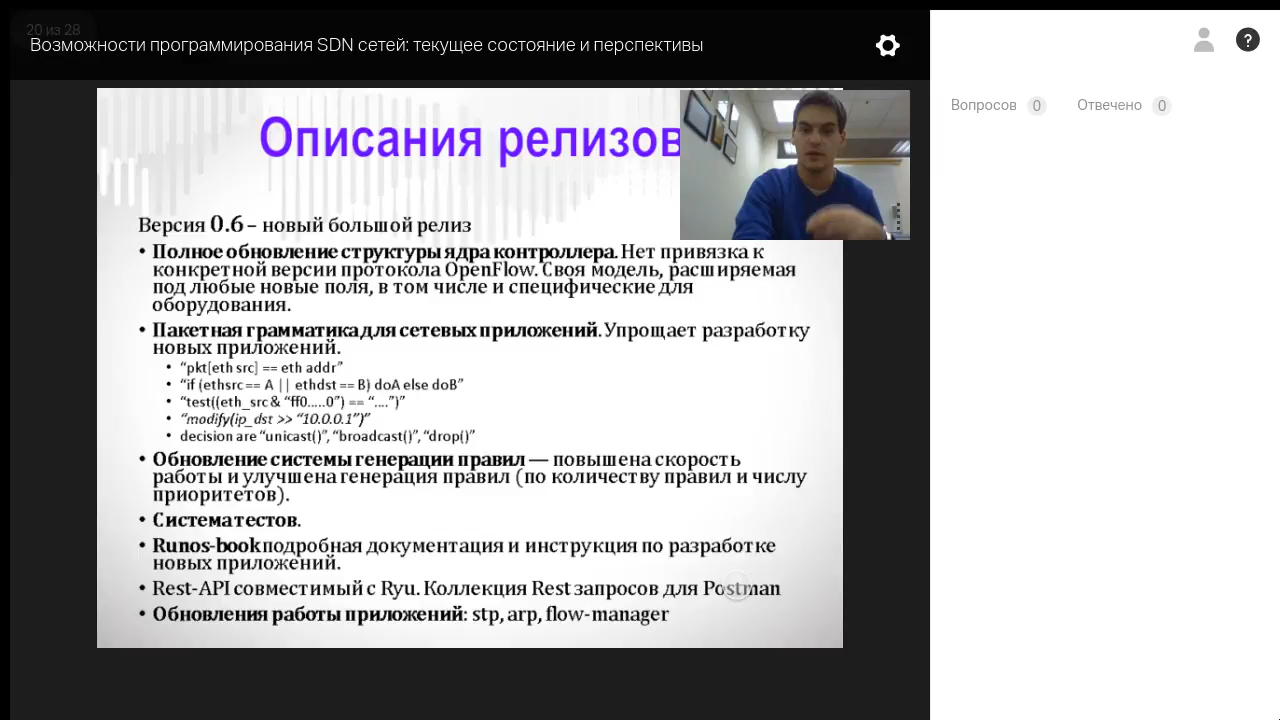 20 из 28
Возможности программирования SDN сетей: текущее состояние и перспективы
Вопросов 0 Отвечено 0
Описания релизов
Версия 0.6 – новый большой релиз
• Полное обновление структуры ядра контроллера. Нет привязка к
конкретной версии протокола OpenFlow. Своя модель, расширяемая
под любые новые поля, в том числе и специфические для
оборудования.
• Пакетная грамматика для сетевых приложений. Упрощает разработку
новых приложений.
• “pkt[eth src] == eth addr”
• “if (ethsrc == A || ethdst == B) doA else doB”
• “test((eth_src & “ff0.....0”) == “....”)”
• “modify(ip_dst >> “10.0.0.1”)”
• decision are “unicast()”, “broadcast()”, “drop()”
• Обновление системы генерации правил — повышена скорость
работы и улучшена генерация правил (по количеству правил и числу
приоритетов).
• Система тестов.
• Runos-book подробная документация и инструкция по разработке
новых приложений.
• Rest-API совместимый с Ryu. Коллекция Rest запросов для Postman
• Обновления работы приложений: stp, arp, flow-manager